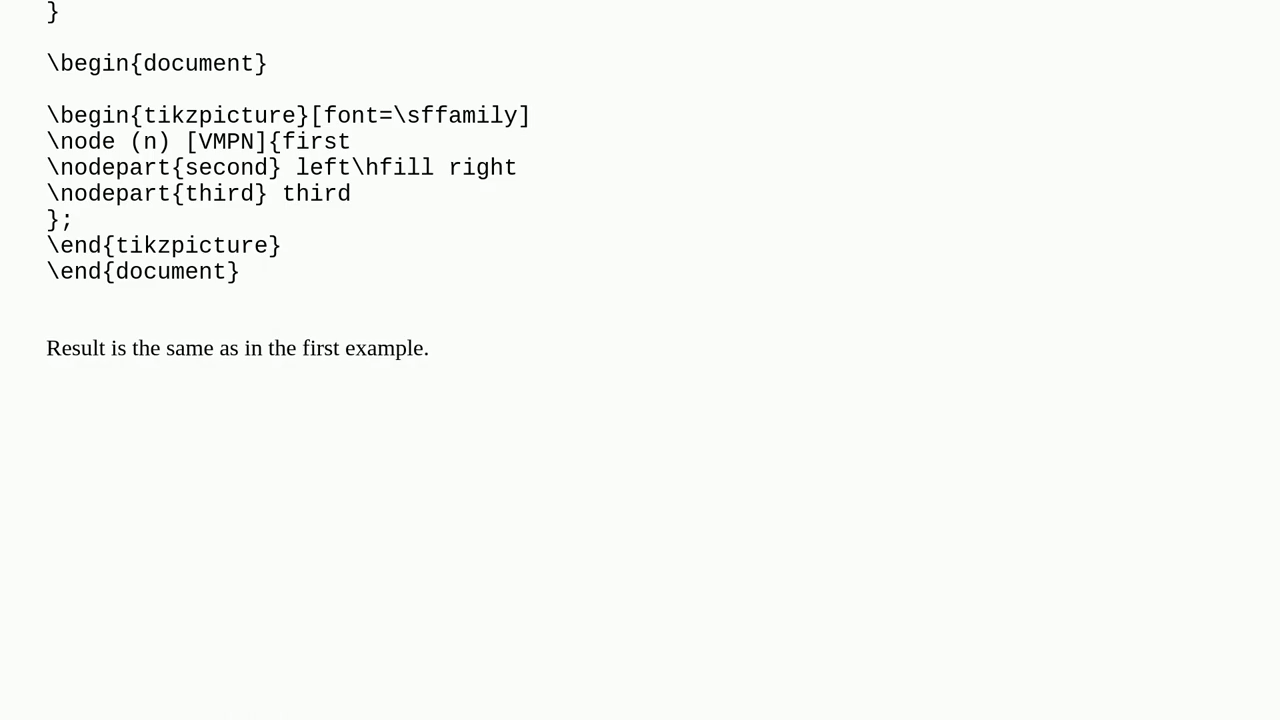 }
\begin{document}
\begin{tikzpicture}[font=\sffamily]
\node (n) [VMPN]{first
\nodepart{second} left\hfill right
\nodepart{third} third
};
\end{tikzpicture}
\end{document}
Result is the same as in the first example.